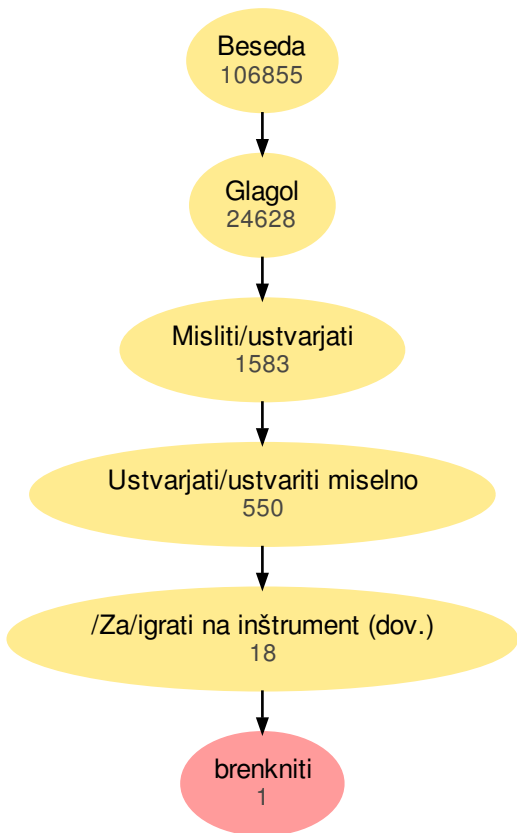 Beseda
106855
Glagol
24628
Misliti/ustvarjati
1583
Ustvarjati/ustvariti miselno
550
/Za/igrati na inštrument (dov.)
18
brenkniti
1